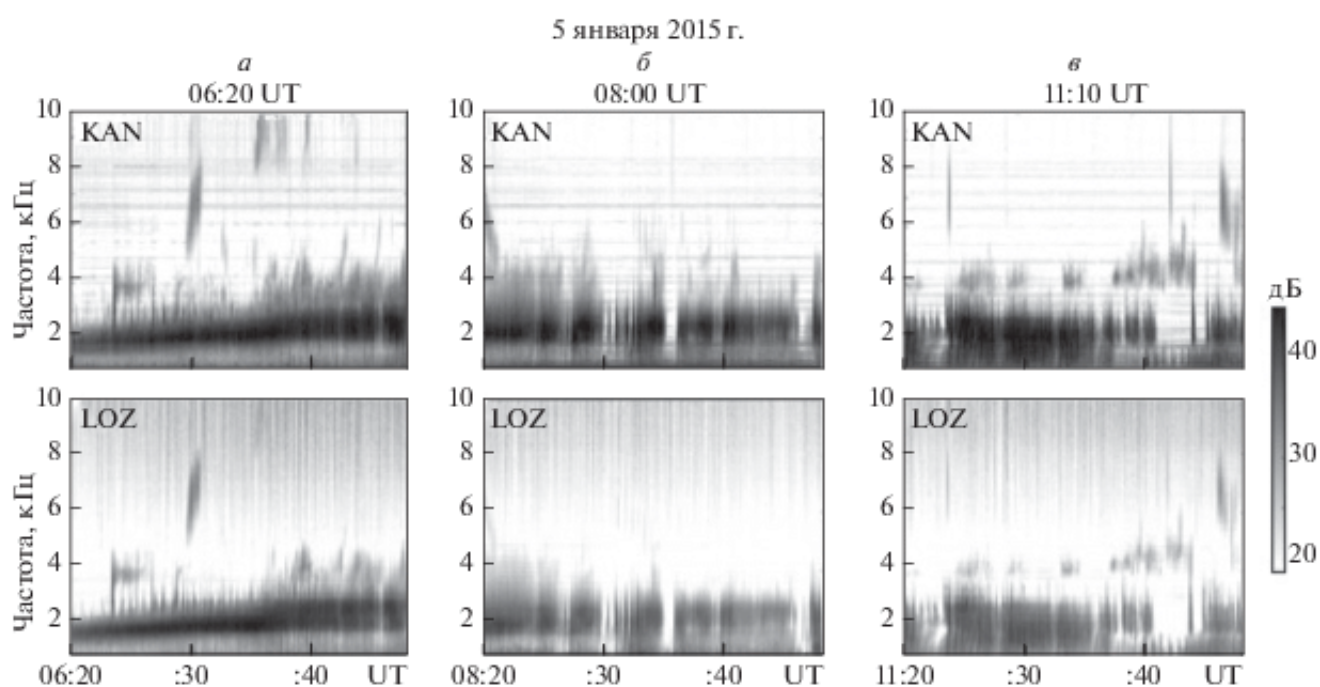 5 января 2015 г.
а б в
06:20 UT 08:00 UT 11:10 UT
10 10 10
KAN KAN KAN
8 8 8
6 6 6
4 4 4
2 2 2
Частота, кГц
дБ
40
30
20
10 10 10
LOZ LOZ LOZ
8 8 8
6 6 6
4 4 4
2 2 2
Частота, кГц
06:20 :30 :40 UT 08:20 :30 :40 UT 11:20 :30 :40 UT